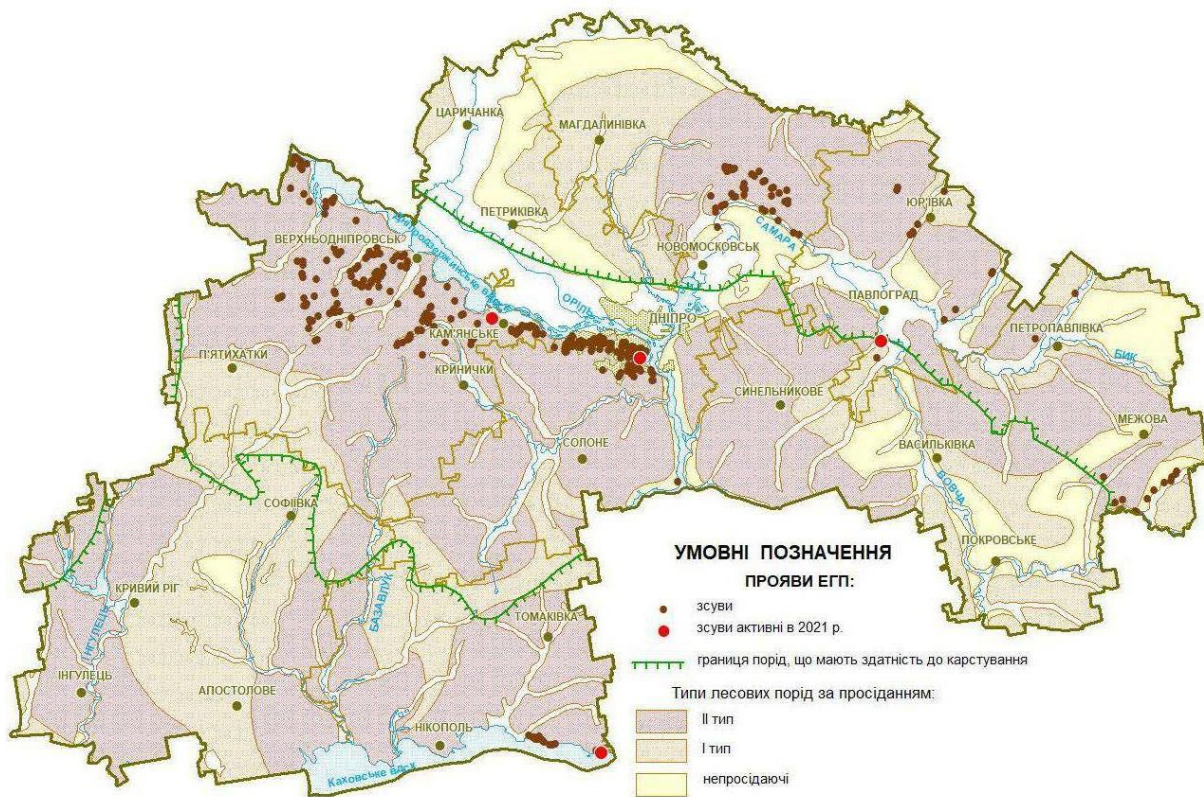 ЦАРИЧАНКА
МАГДАЛИНІВКА
ПЕТРИКІВКА
ЮР'ЇВКА
САМАРА
ВЕРХНЬОДНІПРОВСЬК
НОВОМОСКОВСЬК
Дніпродзержинське вдсх
ОРІЛЬ
ПАВЛОГРАД
ДНІПРО
КАМ'ЯНСЬКЕ
ПЕТРОПАВЛІВКА
БИК
П'ЯТИХАТКИ
КРИНИЧКИ
СИНЕЛЬНИКОВЕ
МЕЖОВА
СОЛОНЕ
ВАСИЛЬКІВКА
ВОВЧА
СОФІЇВКА
ПОКРОВСЬКЕ
КРИВИЙ РІГ
БАЗАВЛУК
ТОМАКІВКА
ІНГУЛЕЦЬ
ІНГУЛЕЦЬ
АПОСТОЛОВЕ
НІКОПОЛЬ
Каховське вдсх
УМОВНІ ПОЗНАЧЕННЯ
ПРОЯВИ ЕГП:
зсуви
зсуви активні в 2021 р.
границя порід, що мають здатність до карстування
Типи лесових порід за просіданням:
II тип
I тип
непросідаючі